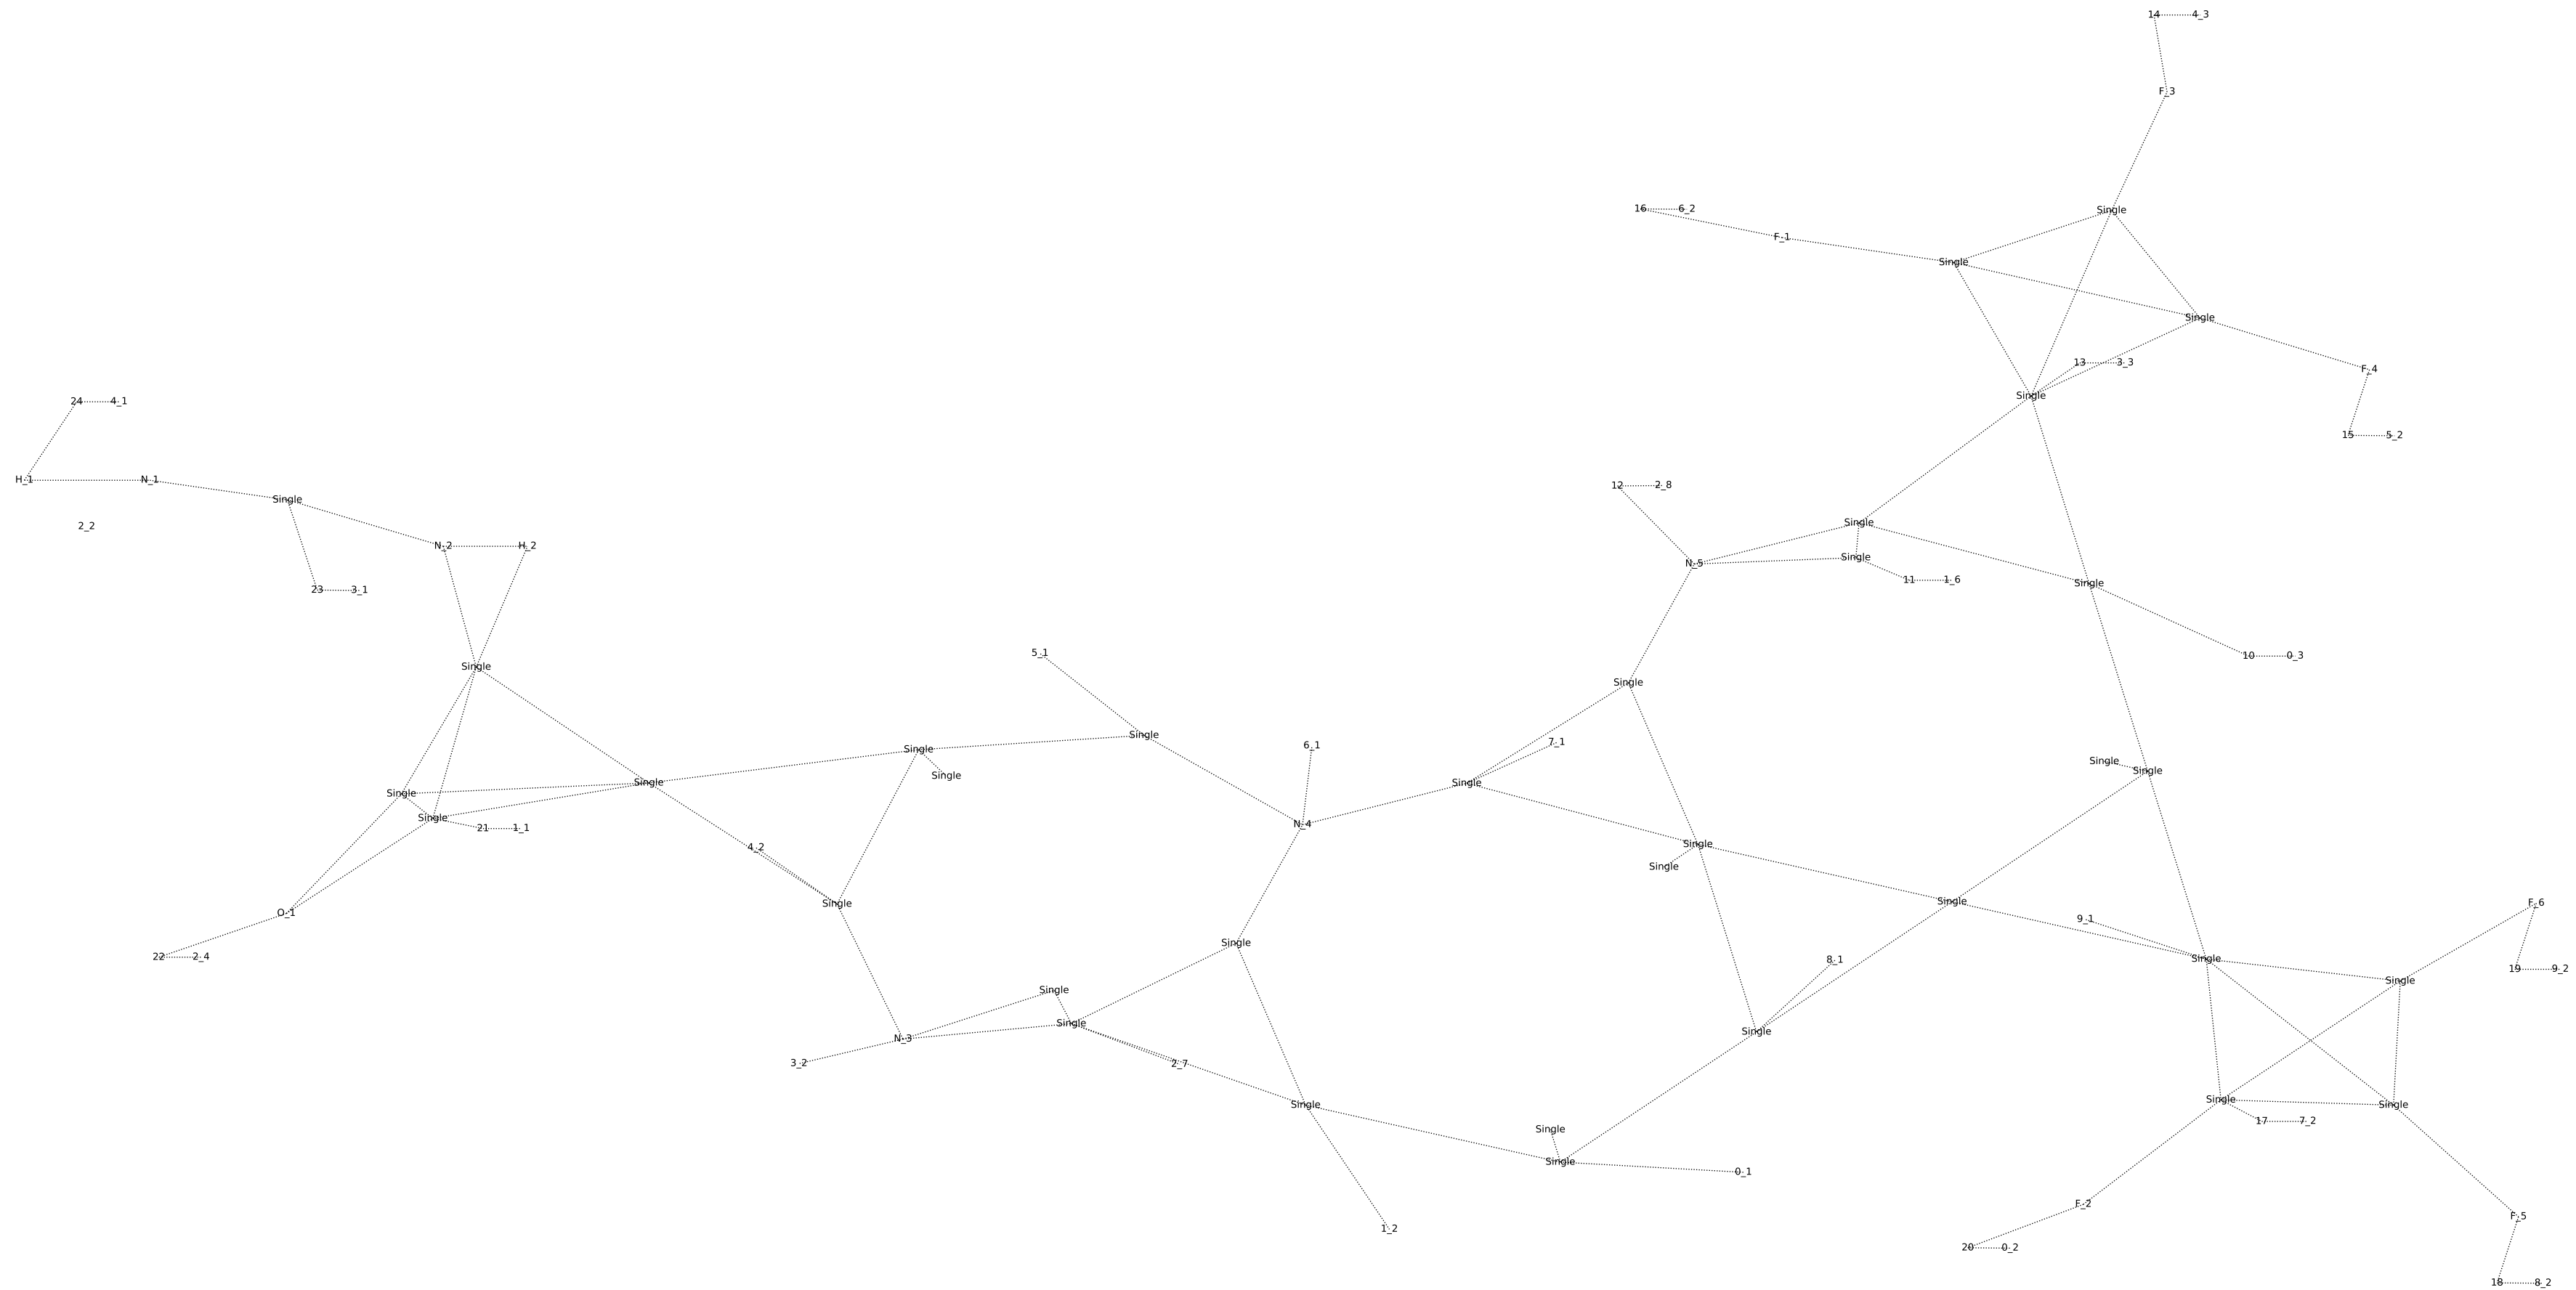 14 4_3
F_3
16 6_2
Single
F_1
Single
Single
13 3_3
F_4
Single
24 4_1
15 5_2
H_1 N_1
12 2_8
Single
Single
2_2
N_2 H_2
Single
N_5
11 1_6
Single
23 3_1
5_1
10 0_3
Single
Single
Single
7_1
6_1
Single
Single
Single
Single
Single
Single
Single
Single
N_4
Single
21 1_1
Single
4_2
Single
Single
Single
F_6
O_1
9_1
Single
22 2_4
Single
8_1
19 9_2
Single
Single
Single
Single
N_3
3_2
2_7
Single
Single
Single
17 7_2
Single
Single
0_1
F_2
F_5
1_2
20 0_2
18 8_2